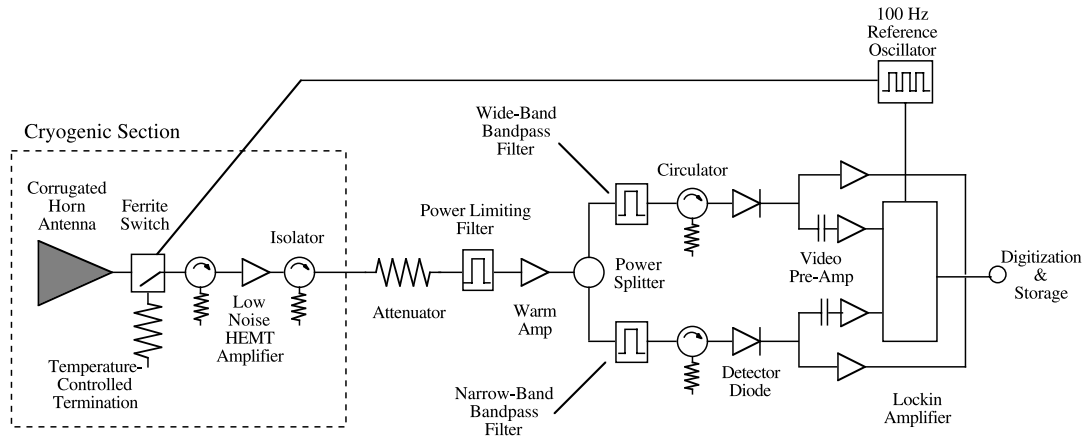 100 Hz
Reference
Oscillator
Cryogenic Section
Wide-Band
Bandpass
Filter
Corrugated
Horn
Antenna
Ferrite
Switch
Isolator
Power Limiting
Filter
Circulator
Low
Noise
HEMT
Amplifier
Attenuator
Warm
Amp
Power
Splitter
Video
Pre-Amp
Digitization
&
Storage
Temperature-
Controlled
Termination
Narrow-Band
Bandpass
Filter
Detector
Diode
Lockin
Amplifier